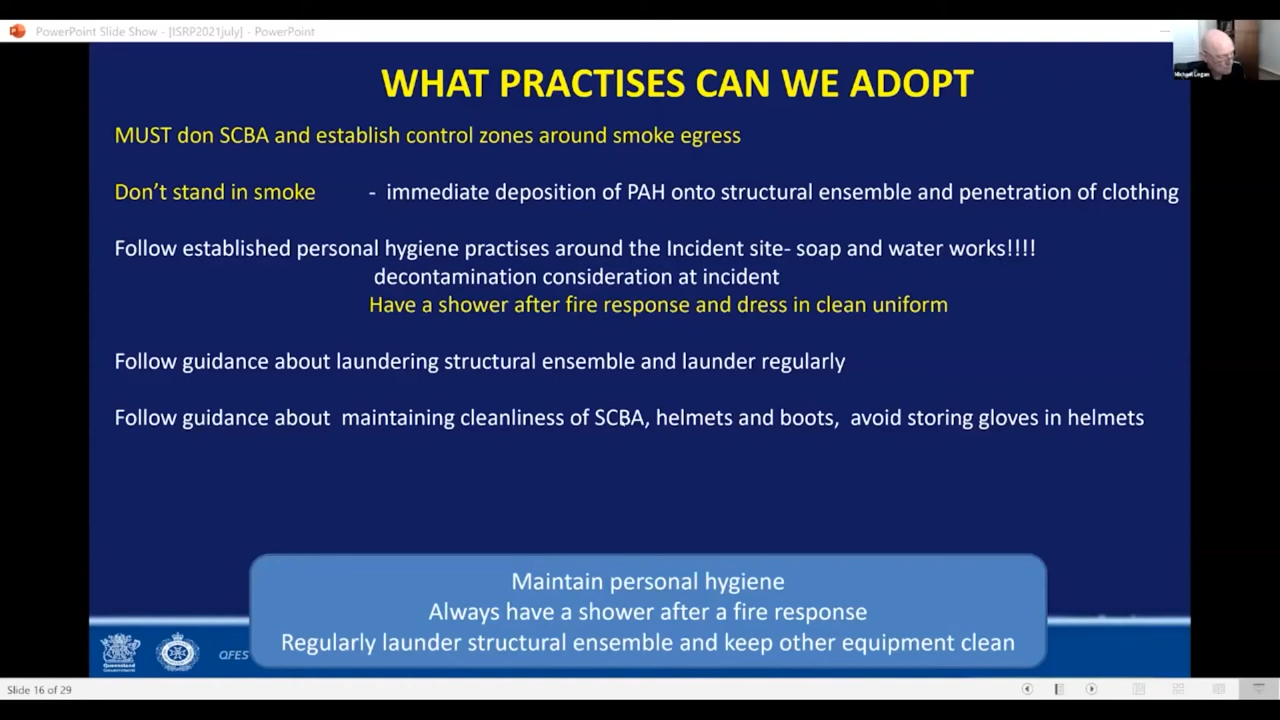 PowerPoint Slide Show - [ISRP2021july] - PowerPoint
Michael Logan
WHAT PRACTISES CAN WE ADOPT
MUST don SCBA and establish control zones around smoke egress
Don't stand in smoke - immediate deposition of PAH onto structural ensemble and penetration of clothing
Follow established personal hygiene practises around the Incident site- soap and water works!!!!
decontamination consideration at incident
Have a shower after fire response and dress in clean uniform
Follow guidance about laundering structural ensemble and launder regularly
Follow guidance about maintaining cleanliness of SCBA, helmets and boots, avoid storing gloves in helmets
Maintain personal hygiene
Always have a shower after a fire response
Regularly launder structural ensemble and keep other equipment clean
Queensland
Government
QFES
Slide 16 of 29